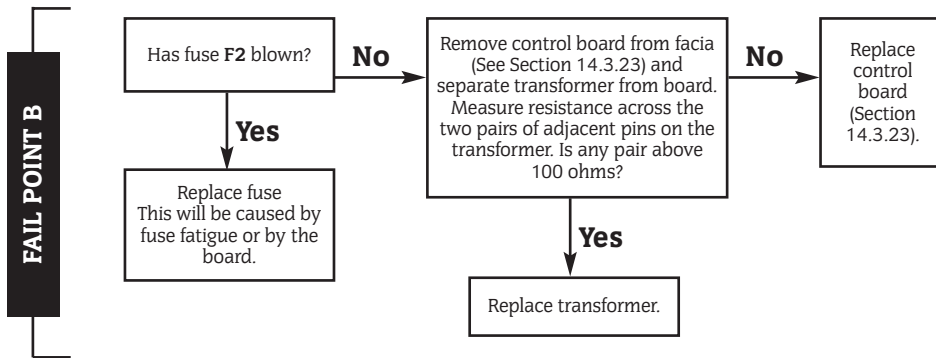 FAIL POINT B
Has fuse F2 blown?
No
Remove control board from facia
(See Section 14.3.23) and
separate transformer from board.
Measure resistance across the
two pairs of adjacent pins on the
transformer. Is any pair above
100 ohms?
No
Replace
control
board
(Section
14.3.23).
Yes
Replace fuse
This will be caused by
fuse fatigue or by the
board.
Yes
Replace transformer.